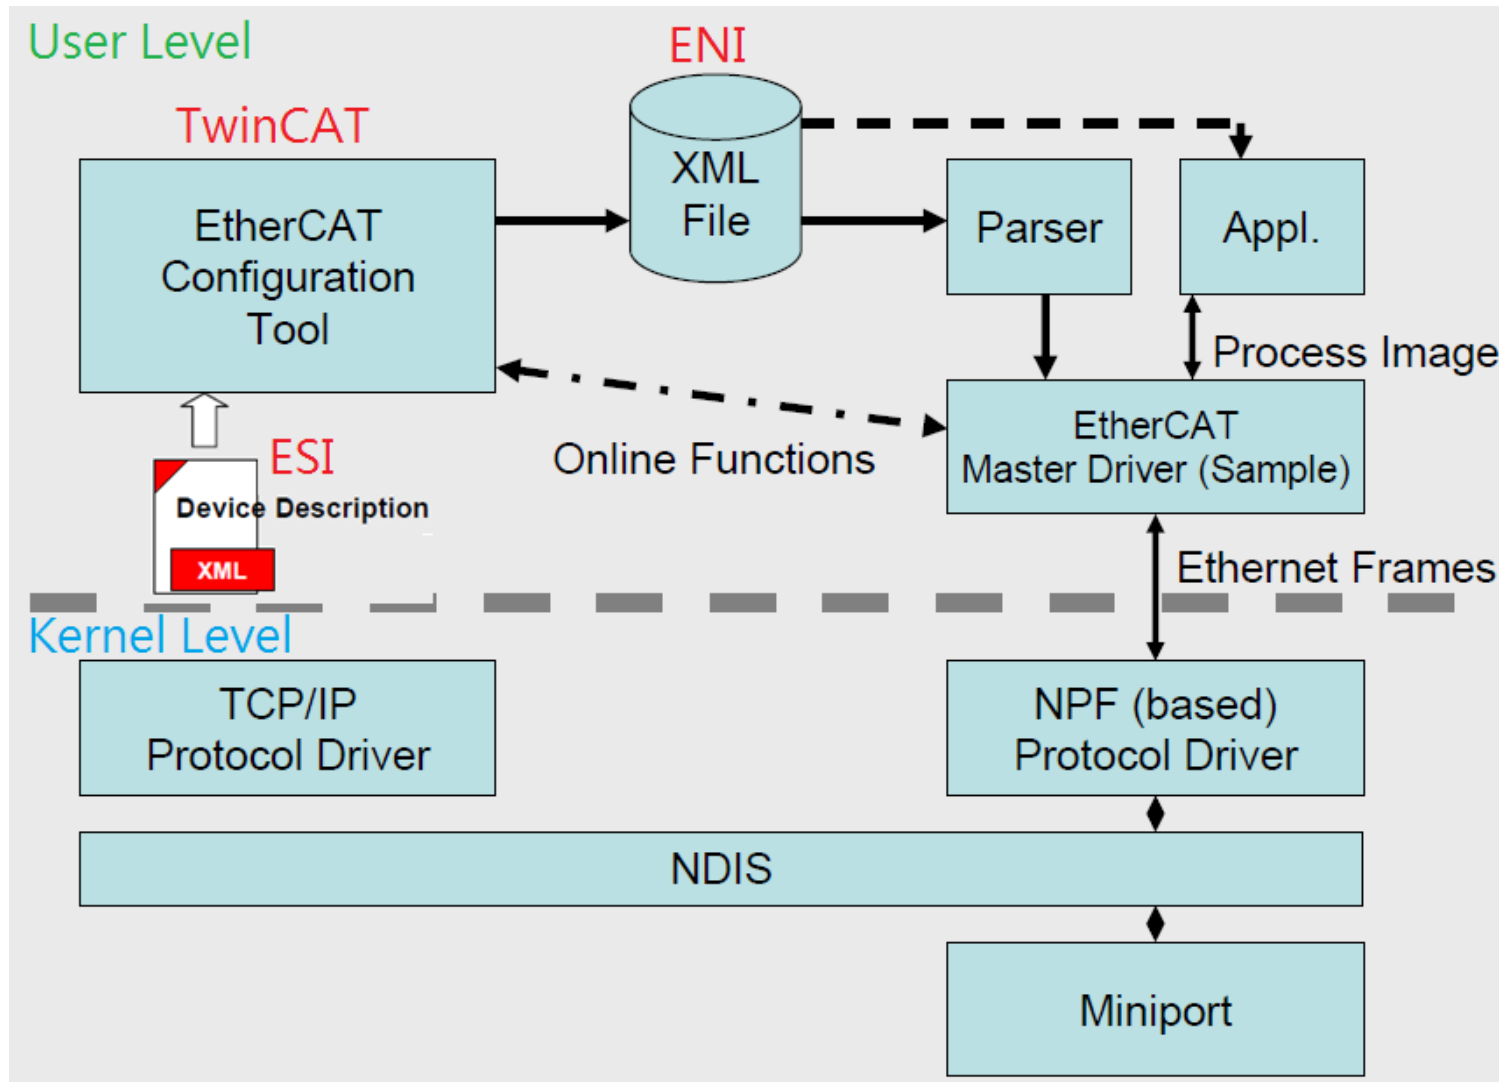 User Level
ENI
TwinCAT
EtherCAT
Configuration
Tool
XML
File
Parser
Appl.
Process Image
EtherCAT
Master Driver (Sample)
Online Functions
ESI
Device Description
XML
Ethernet Frames
Kernel Level
TCP/IP
Protocol Driver
NPF (based)
Protocol Driver
NDIS
Miniport